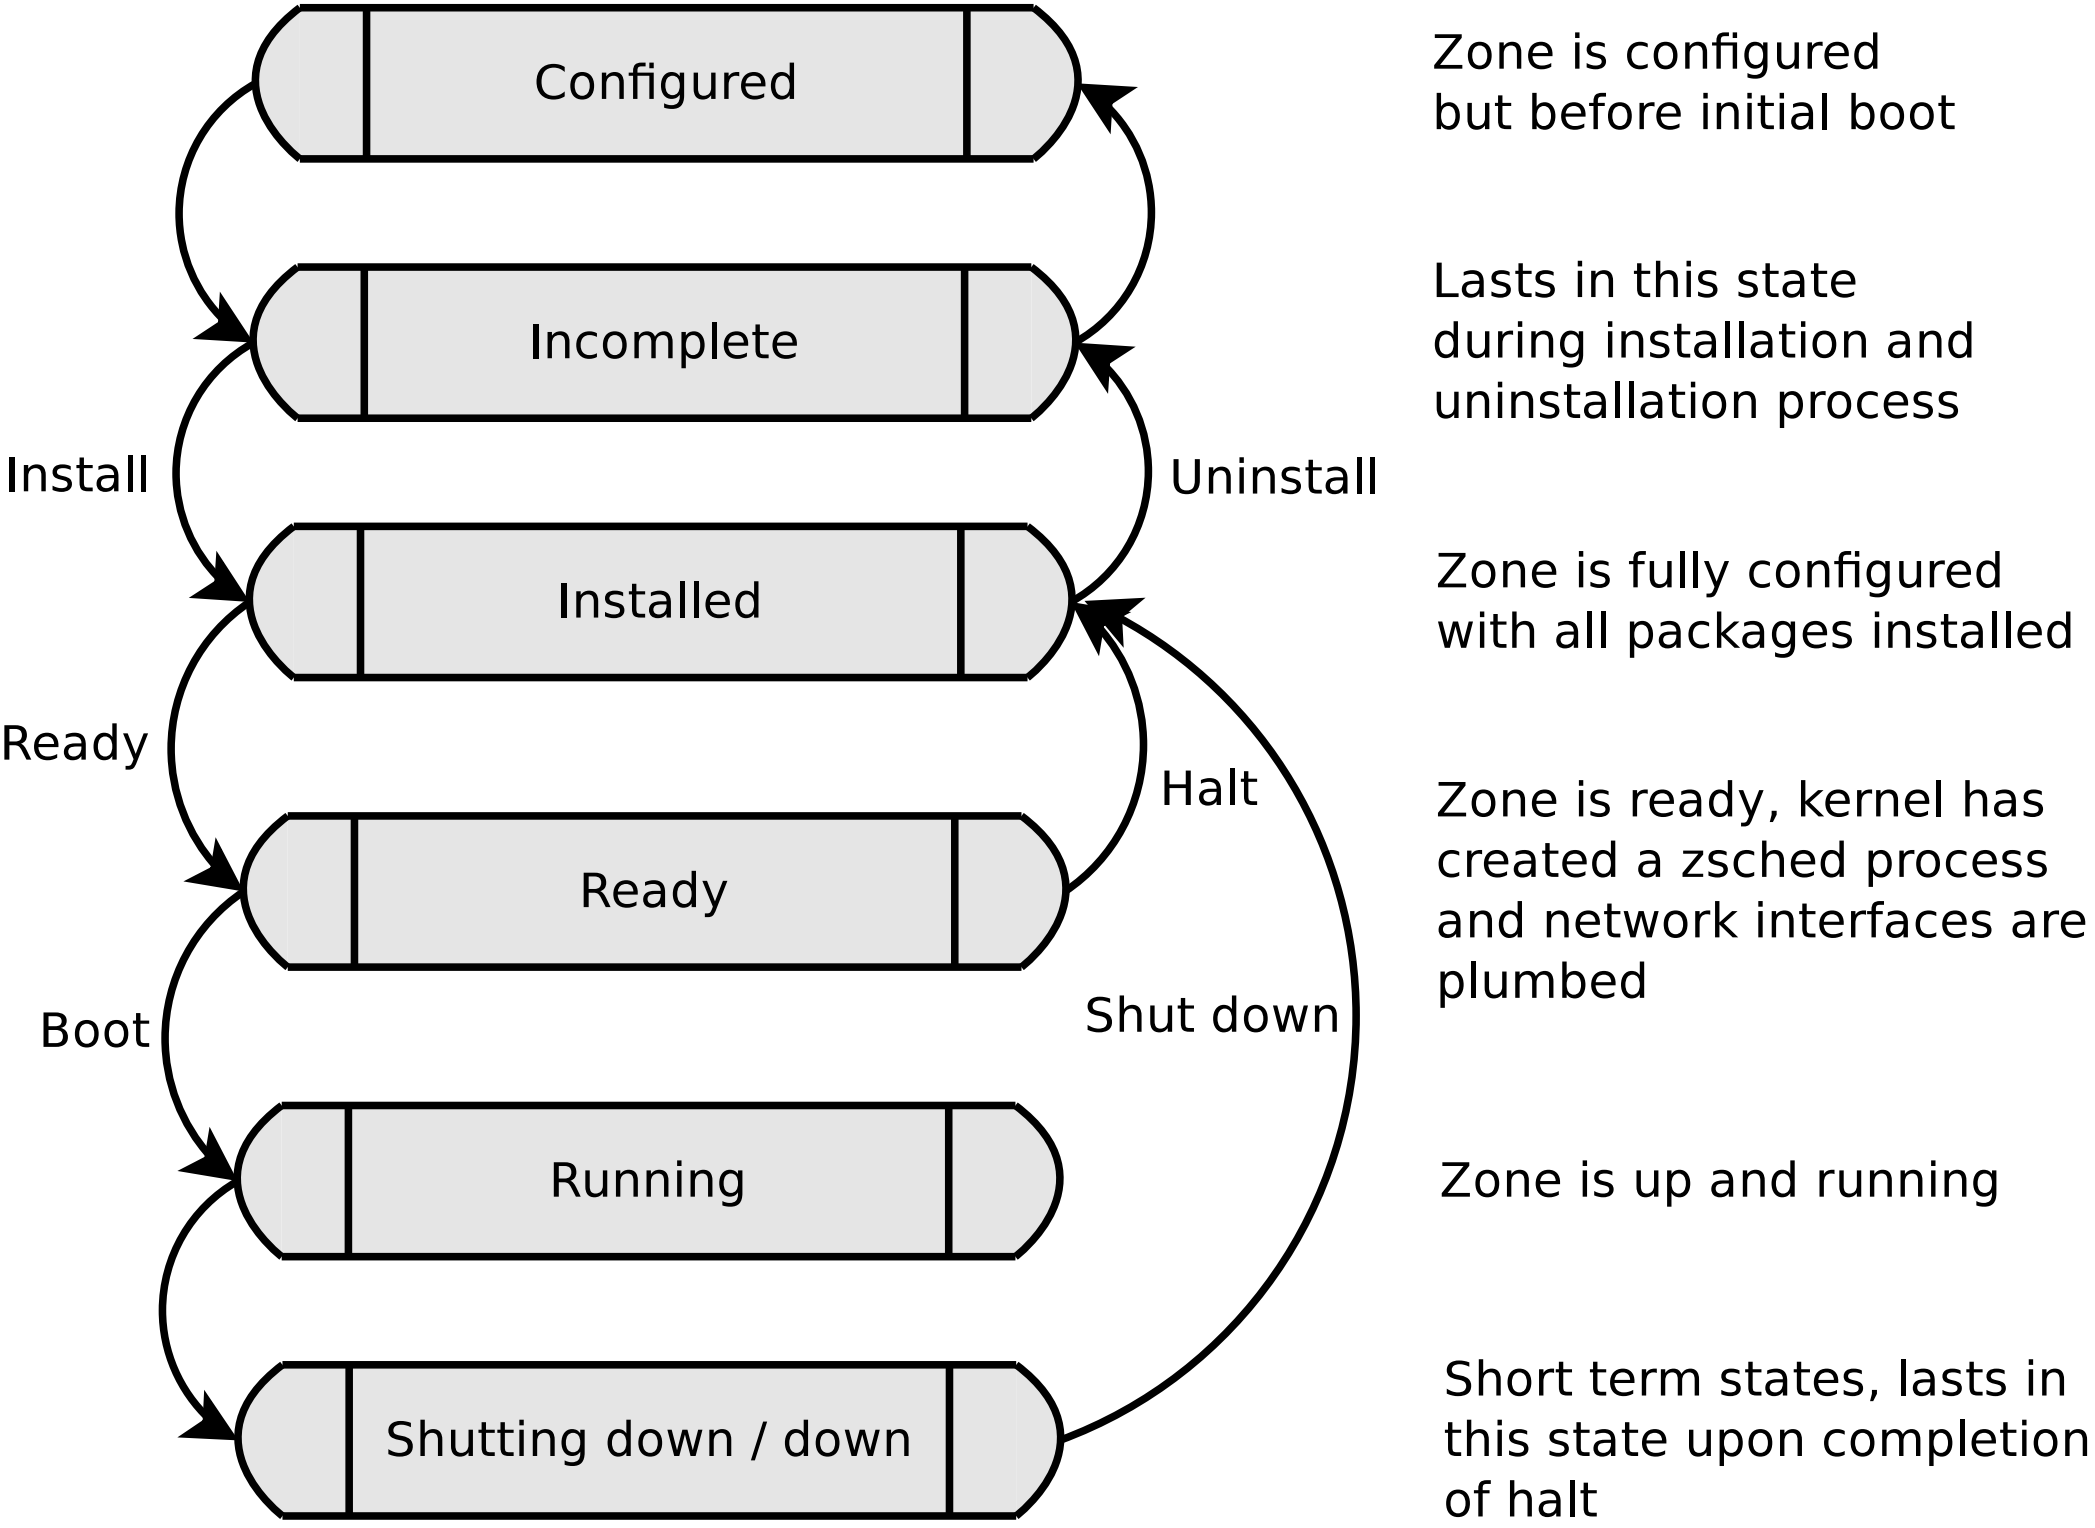 Configured
Zone is configured
but before initial boot
Incomplete
Lasts in this state
during installation and
uninstallation process
Install
Uninstall
Installed
Zone is fully configured
with all packages installed
Ready
Halt
Ready
Zone is ready, kernel has
created a zsched process
and network interfaces are
plumbed
Boot
Shut down
Running
Zone is up and running
Shutting down / down
Short term states, lasts in
this state upon completion
of halt